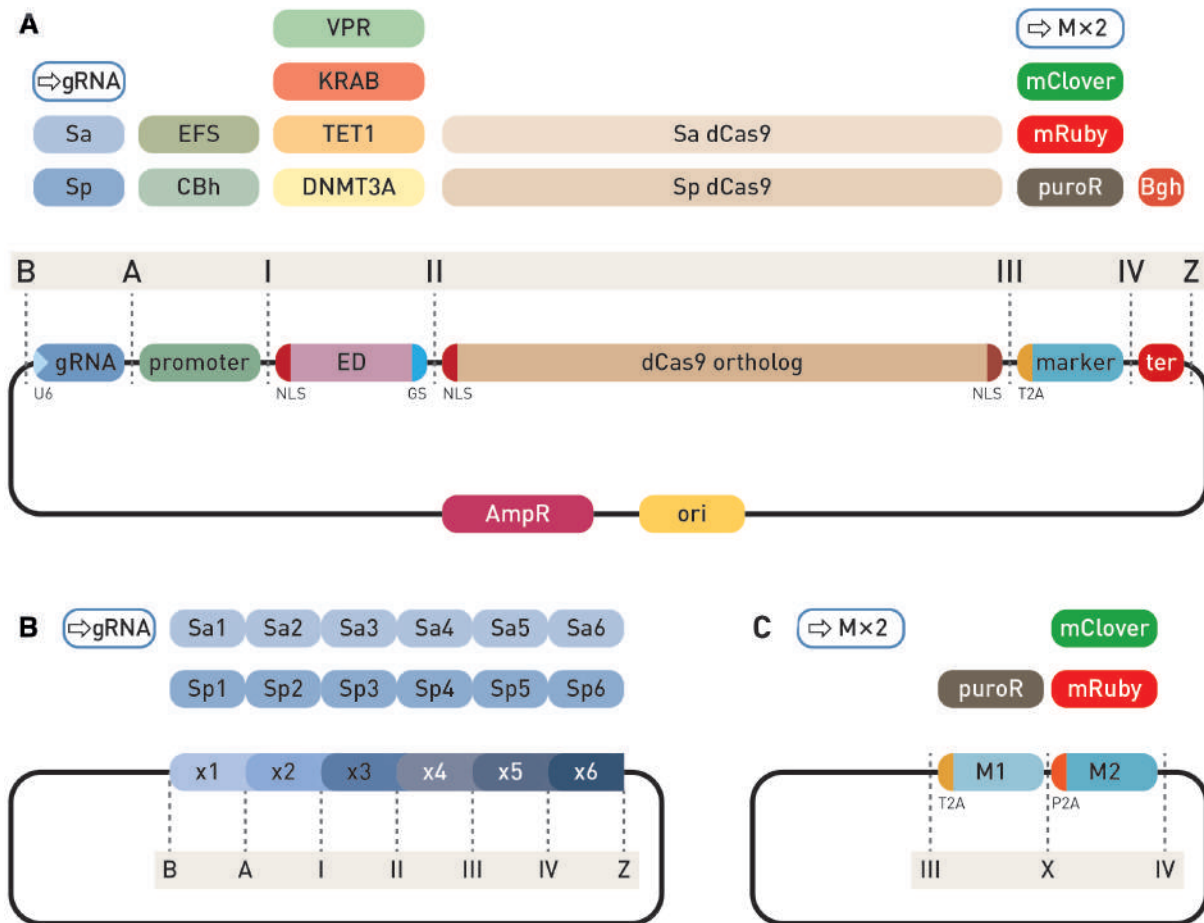 A
VPR
⇨ M×2
⇨gRNA
KRAB
mClover
Sa
EFS
TET1
Sa dCas9
mRuby
Sp
CBh
DNMT3A
Sp dCas9
puroR
Bgh
B A I II III IV Z
gRNA
promoter
ED
dCas9 ortholog
marker
ter
U6
NLS
GS
NLS
NLS
T2A
AmpR
ori
B
⇨gRNA
Sa1 Sa2 Sa3 Sa4 Sa5 Sa6
Sp1 Sp2 Sp3 Sp4 Sp5 Sp6
x1 x2 x3 x4 x5 x6
B A I II III IV Z
C
⇨ M×2
mClover
puroR
mRuby
M1
M2
T2A
P2A
III X IV